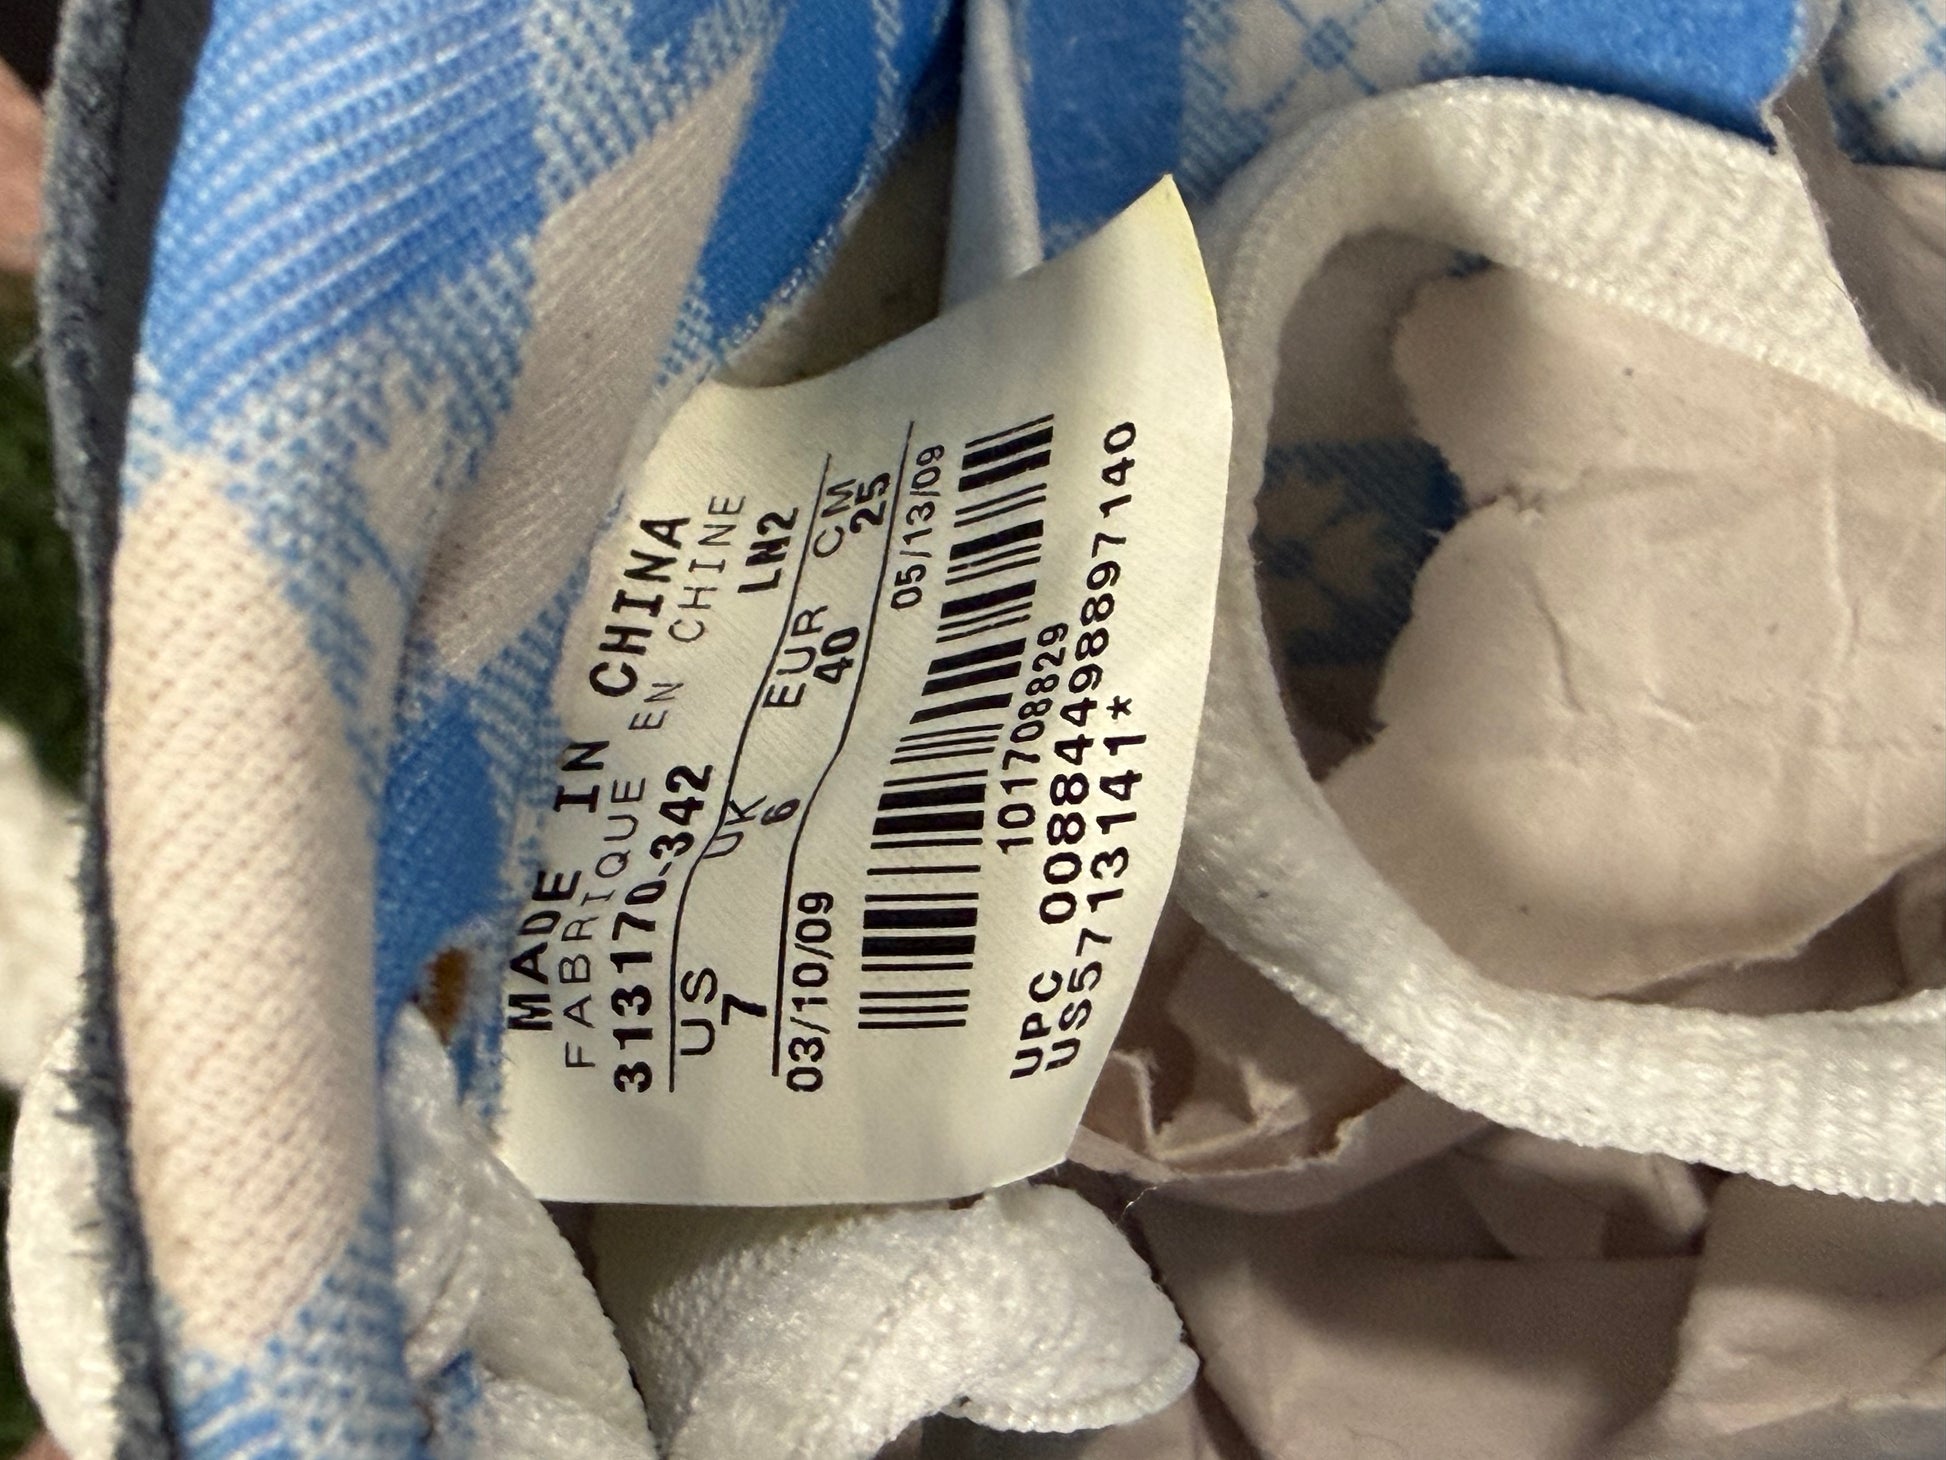 MADE IN CHINA
FABRIQUE EN CHINE
313170-342 LN2
US UK EUR CM
7 6 40 25
03/10/09 05/13/09
10170708829
UPC 00884498897140
US5713141*